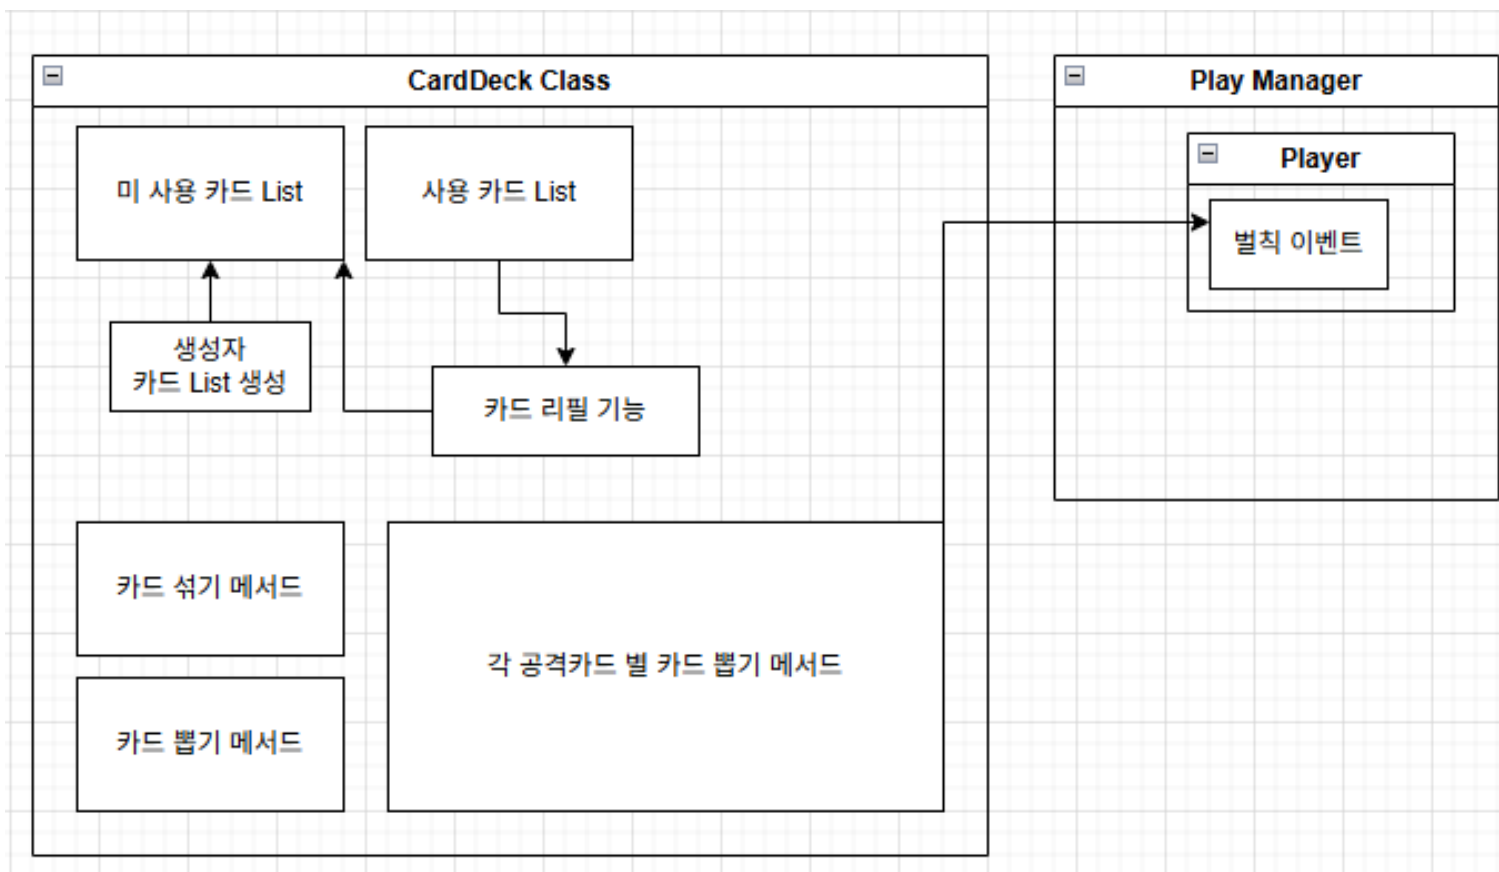 CardDeck Class
미 사용 카드 List
사용 카드 List
생성자
카드 List 생성
카드 리필 기능
카드 섞기 메서드
각 공격카드 별 카드 뽑기 메서드
카드 뽑기 메서드
Play Manager
Player
벌칙 이벤트